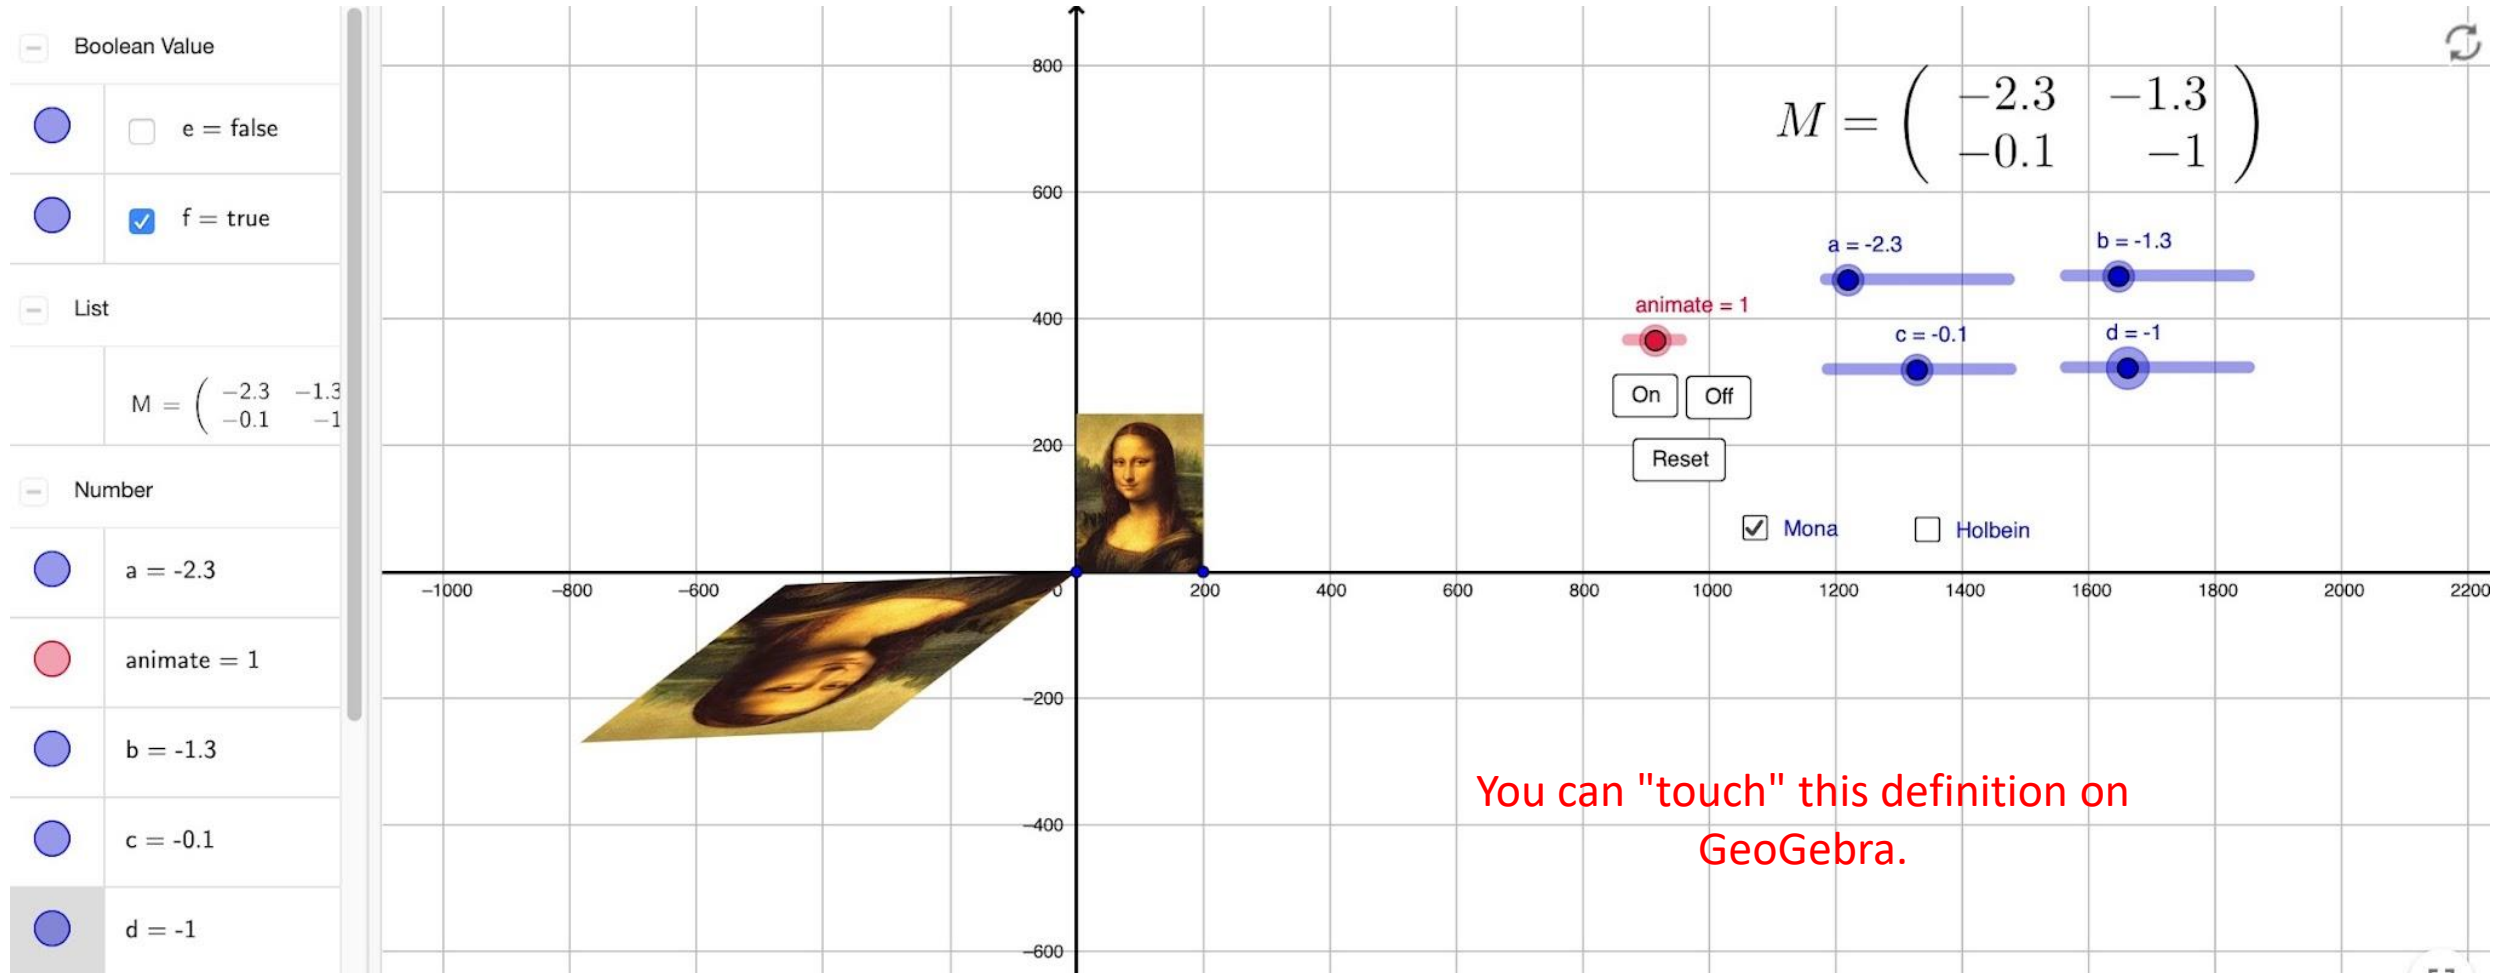 Boolean Value
e = false
f = true
List
M = ( −2.3 −1.3
−0.1 −1
Number
a = -2.3
animate = 1
b = -1.3
c = -0.1
d = -1
800
600
400
200
−200
−400
−600
−1000 −800 −600 0 200 400 600 800 1000 1200 1400 1600 1800 2000 2200
M = ( −2.3 −1.3
−0.1 −1 )
a = -2.3 b = -1.3
animate = 1
c = -0.1 d = -1
On Off
Reset
Mona Holbein
You can "touch" this definition on
GeoGebra.